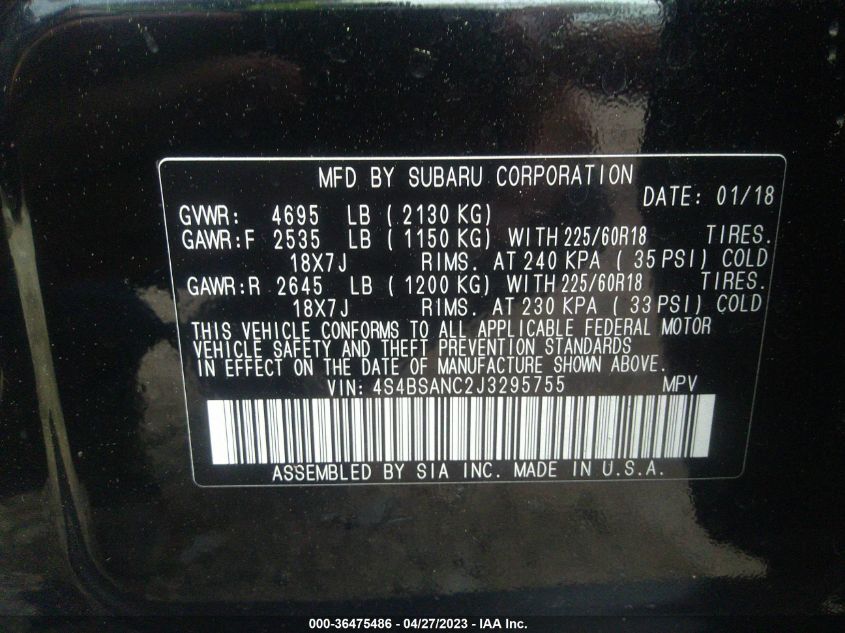 MFD BY SUBARU CORPORATION
DATE: 01/18
GVWR: 4695 LB ( 2130 KG)
GAWR:F 2535 LB ( 1150 KG) WITH 225/60R18 TIRES.
18X7J RIMS. AT 240 KPA ( 35 PSI) COLD
GAWR:R 2645 LB ( 1200 KG) WITH 225/60R18 TIRES.
18X7J RIMS. AT 230 KPA ( 33 PSI) COLD
THIS VEHICLE CONFORMS TO ALL APPLICABLE FEDERAL MOTOR
VEHICLE SAFETY AND THEFT PREVENTION STANDARDS
IN EFFECT ON THE DATE OF MANUFACTURE SHOWN ABOVE.
VIN: 4S4BSANC2J3295755 MPV
ASSEMBLED BY SIA INC. MADE IN U.S.A.
000-36475486 - 04/27/2023 - IAA Inc.